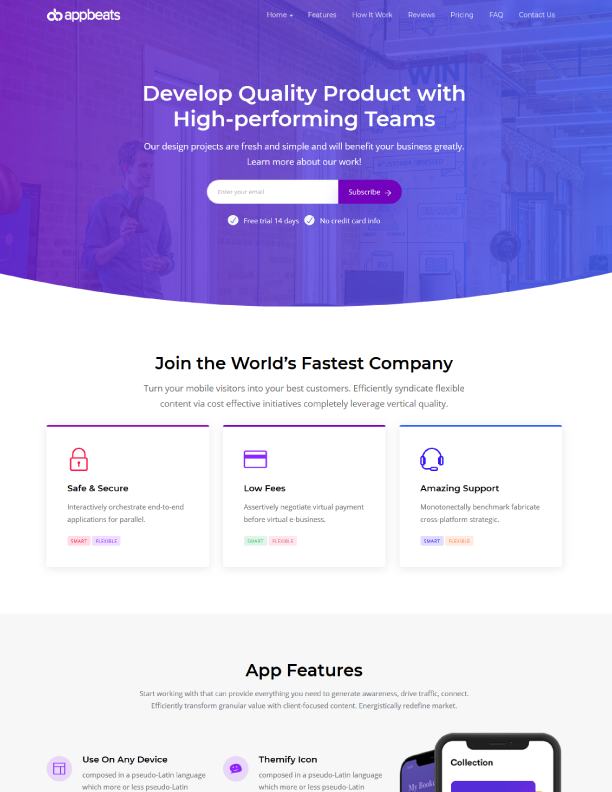 appbeats
Home Features How It Work Reviews Pricing FAQ Contact Us
WIN
Develop Quality Product with
High-performing Teams
Our design projects are fresh and simple and will benefit your business greatly.
Learn more about our work!
Enter your email Subscribe
Free trial 14 days No credit card info
Join the World's Fastest Company
Turn your mobile visitors into your best customers. Efficiently syndicate flexible
content via cost effective initiatives completely leverage vertical quality.
Safe & Secure
Interactively orchestrate end-to-end
applications for parallel.
SMART FLEXIBLE
Low Fees
Assertively negotiate virtual payment
before virtual e-business.
SMART FLEXIBLE
Amazing Support
Monotonectally benchmark fabricate
cross-platform strategic.
SMART FLEXIBLE
App Features
Start working with that can provide everything you need to generate awareness, drive traffic, connect.
Efficiently transform granular value with client-focused content. Energistically redefine market.
Use On Any Device
composed in a pseudo-Latin language
which more or less pseudo-Latin
Themify Icon
composed in a pseudo-Latin language
which more or less pseudo-Latin
Collection
My Book